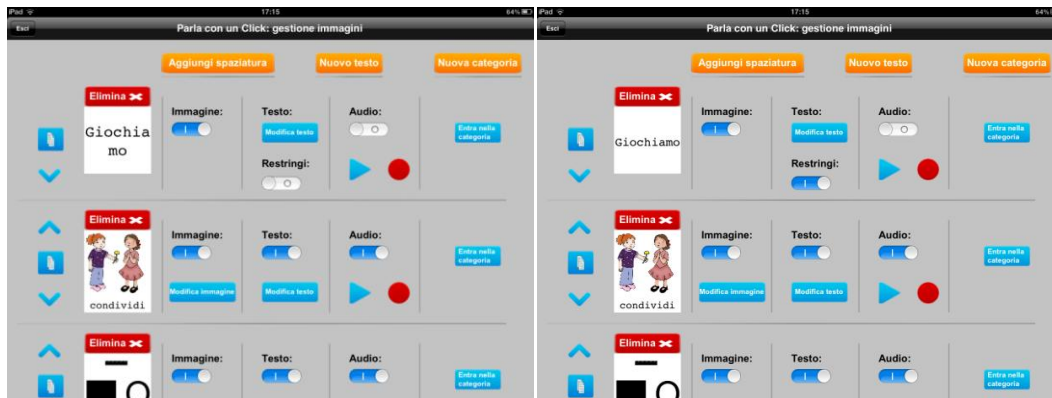 iPad 17:15 64%
Esci Parla con un Click: gestione immagini
Aggiungi spaziatura Nuovo testo Nuova categoria
Elimina
Giochia
mo
Immagine: Testo: Audio:
Modifica testo
Entra nella
categoria
Restringi:
Elimina
condividi
Immagine: Testo: Audio:
Modifica immagine Modifica testo
Entra nella
categoria
Elimina
Immagine: Testo: Audio:
Entra nella
categoria
iPad 17:15 64%
Esci Parla con un Click: gestione immagini
Aggiungi spaziatura Nuovo testo Nuova categoria
Elimina
Giochiamo
Immagine: Testo: Audio:
Modifica testo
Entra nella
categoria
Restringi:
Elimina
condividi
Immagine: Testo: Audio:
Modifica immagine Modifica testo
Entra nella
categoria
Elimina
Immagine: Testo: Audio:
Entra nella
categoria